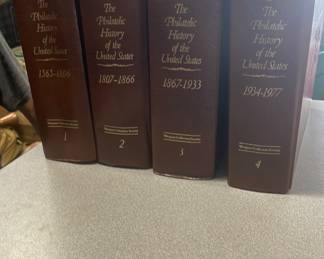 The
Philatelic
History
of the
United States
1565-1866
1
The
Philatelic
History
of the
United States
1807-1866
2
The
Philatelic
History
of the
United States
1867-1933
3
The
Philatelic
History
of the
United States
1934-1977
4